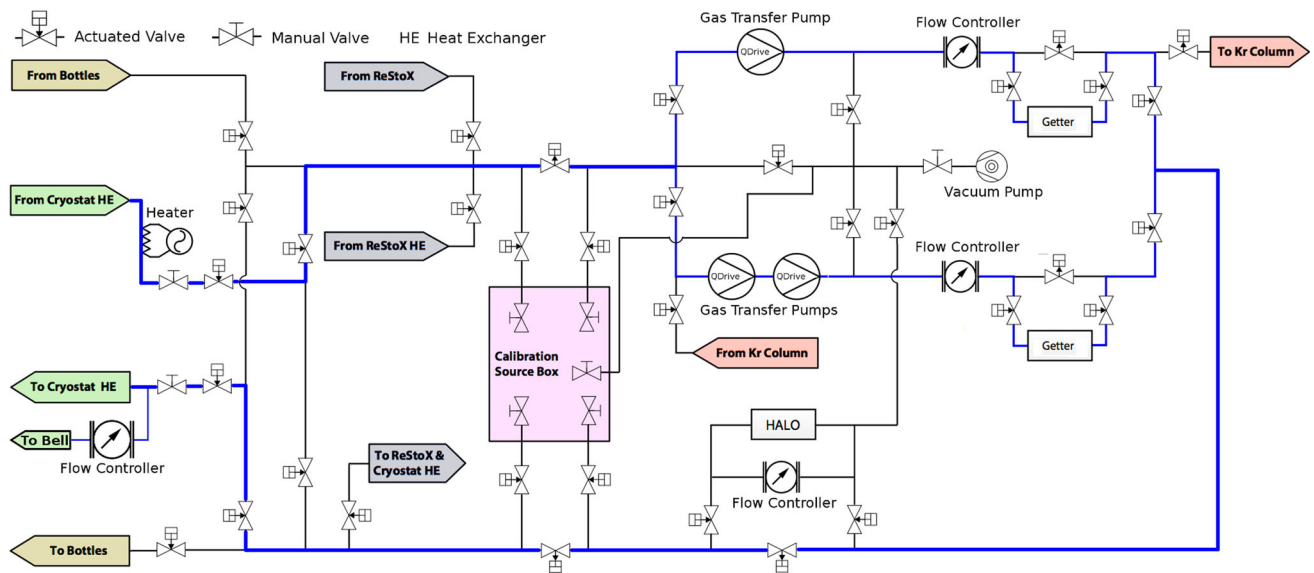 Actuated Valve
Manual Valve
HE Heat Exchanger
Gas Transfer Pump
Flow Controller
From Bottles
From ReStoX
QDrive
To Kr Column
Getter
From Cryostat HE
Heater
Vacuum Pump
From ReStoX HE
Flow Controller
QDrive
QDrive
Gas Transfer Pumps
Calibration
Source Box
From Kr Column
Getter
To Cryostat HE
To Bell
Flow Controller
To ReStoX &
Cryostat HE
HALO
Flow Controller
To Bottles